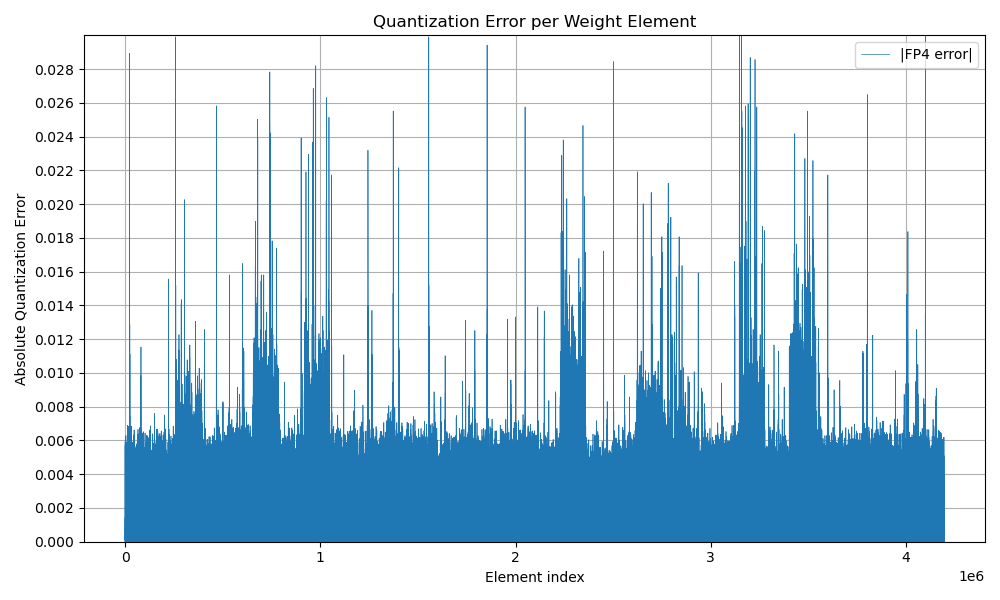 Quantization Error per Weight Element
|FP4 error|
Absolute Quantization Error
0.028
0.026
0.024
0.022
0.020
0.018
0.016
0.014
0.012
0.010
0.008
0.006
0.004
0.002
0.000
0 1 2 3 4
1e6
Element index